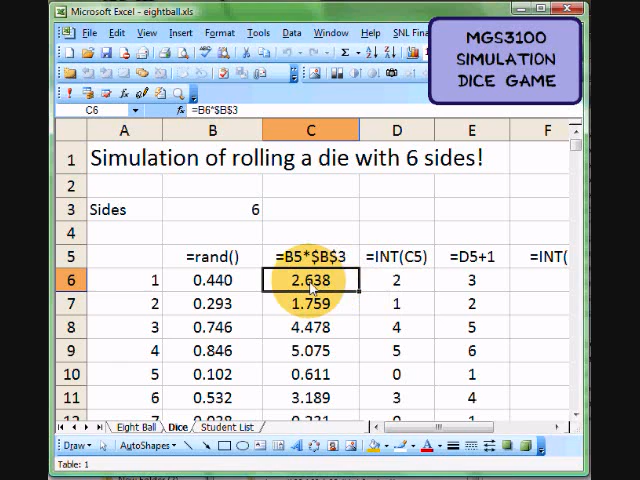 Microsoft Excel - eightball.xls
MGS3100
SIMULATION
DICE GAME
File Edit View Insert Format Tools Data Window SNL Fin
C6 =B6*$B$3
A B C D E F
1 Simulation of rolling a die with 6 sides!
2
3 Sides 6
4
5 =rand() =B5*$B$3 =INT(C5) =D5+1 =INT(
6 1 0.440 2.638 2 3
7 2 0.293 1.759 1 2
8 3 0.746 4.478 4 5
9 4 0.846 5.075 5 6
10 5 0.102 0.611 0 1
11 6 0.532 3.189 3 4
Eight Ball Dice Student List
Draw AutoShapes
Table: 1